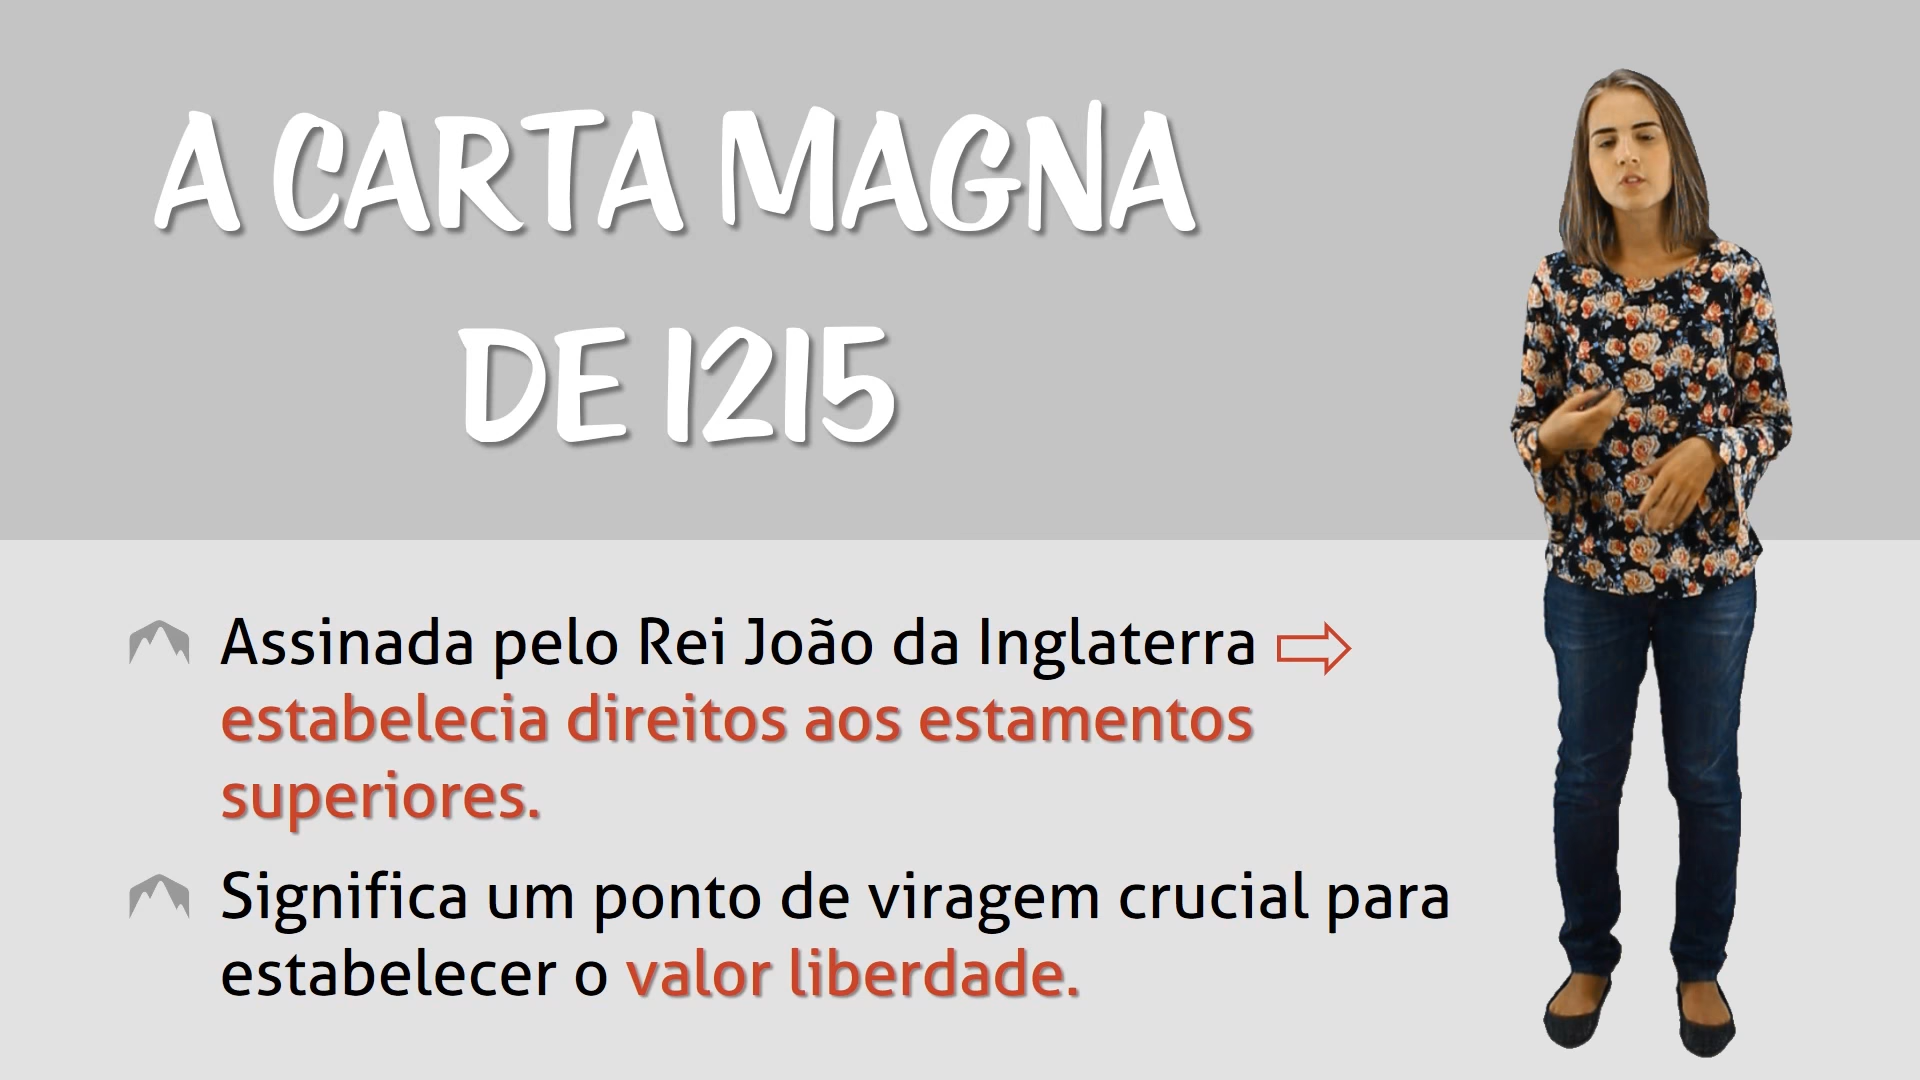 A CARTA MAGNA
DE 1215
Assinada pelo Rei João da Inglaterra ⇨
estabelecia direitos aos estamentos
superiores.
Significa um ponto de viragem crucial para
estabelecer o valor liberdade.